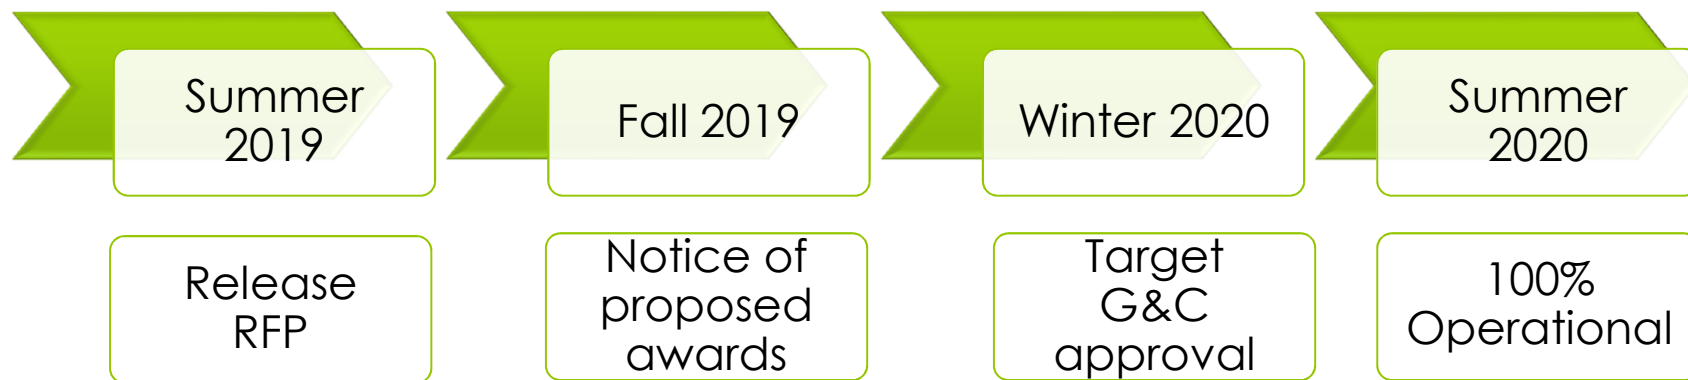 Summer
2019
Fall 2019
Winter 2020
Summer
2020
Release
RFP
Notice of
proposed
awards
Target
G&C
approval
100%
Operational